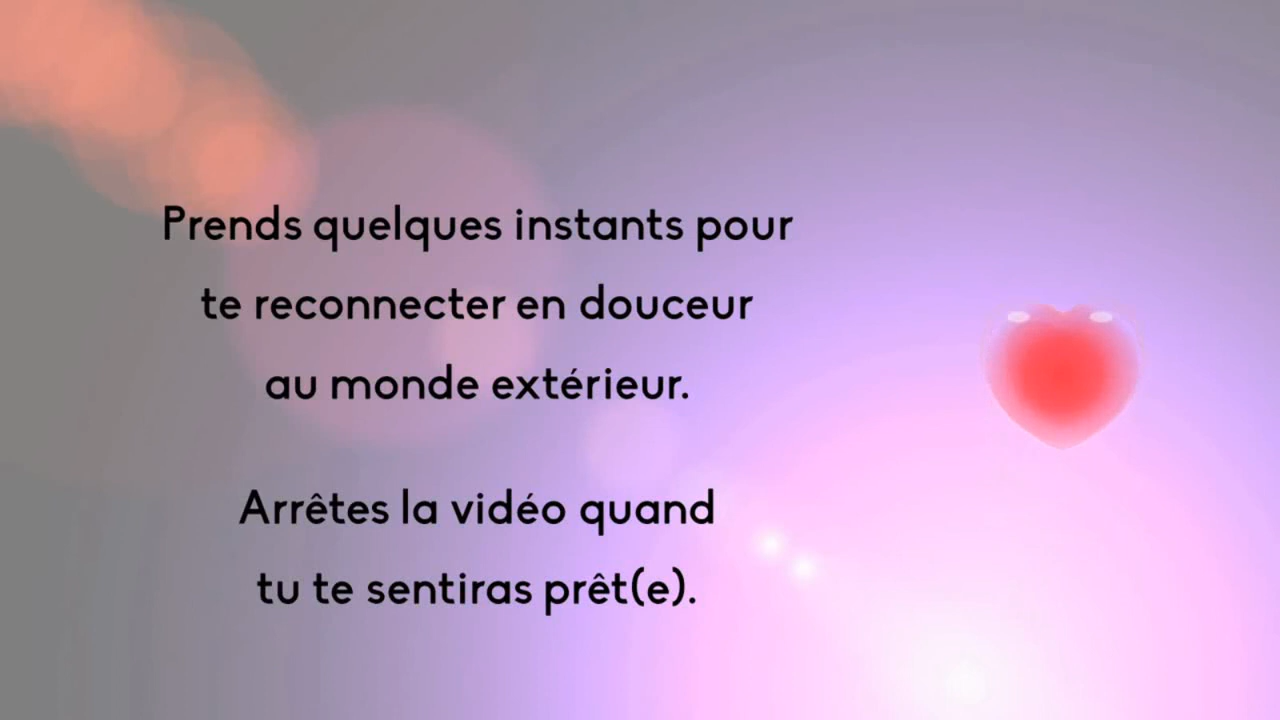 Prends quelques instants pour
te reconnecter en douceur
au monde extérieur.
Arrêtes la vidéo quand
tu te sentiras prêt(e).